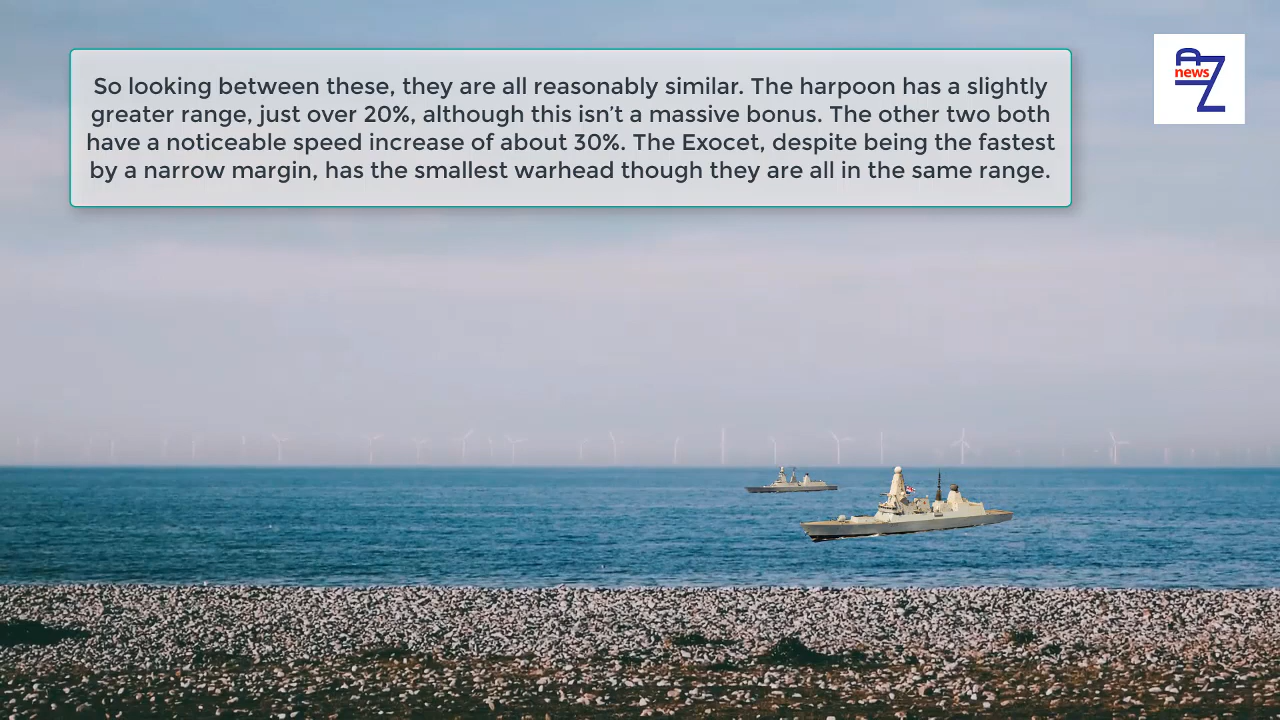 So looking between these, they are all reasonably similar. The harpoon has a slightly
greater range, just over 20%, although this isn’t a massive bonus. The other two both
have a noticeable speed increase of about 30%. The Exocet, despite being the fastest
by a narrow margin, has the smallest warhead though they are all in the same range.
A
news
Z